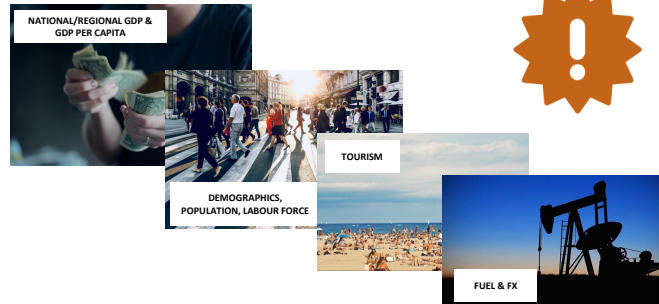 NATIONAL/REGIONAL GDP &
GDP PER CAPITA
DEMOGRAPHICS,
POPULATION, LABOUR FORCE
TOURISM
FUEL & FX